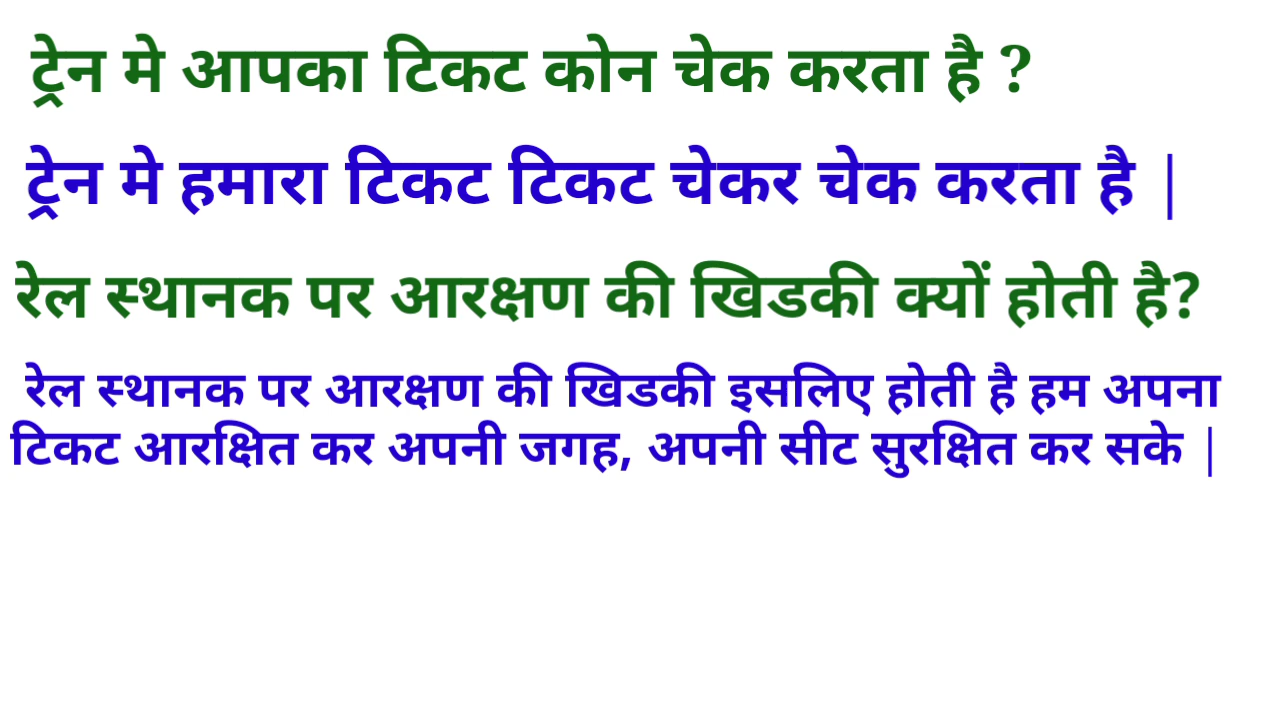 ट्रेन मे आपका टिकट कोन चेक करता है ?
ट्रेन मे हमारा टिकट टिकट चेकर चेक करता है |
रेल स्थानक पर आरक्षण की खिडकी क्यों होती है?
रेल स्थानक पर आरक्षण की खिडकी इसलिए होती है हम अपना
टिकट आरक्षित कर अपनी जगह, अपनी सीट सुरक्षित कर सके |